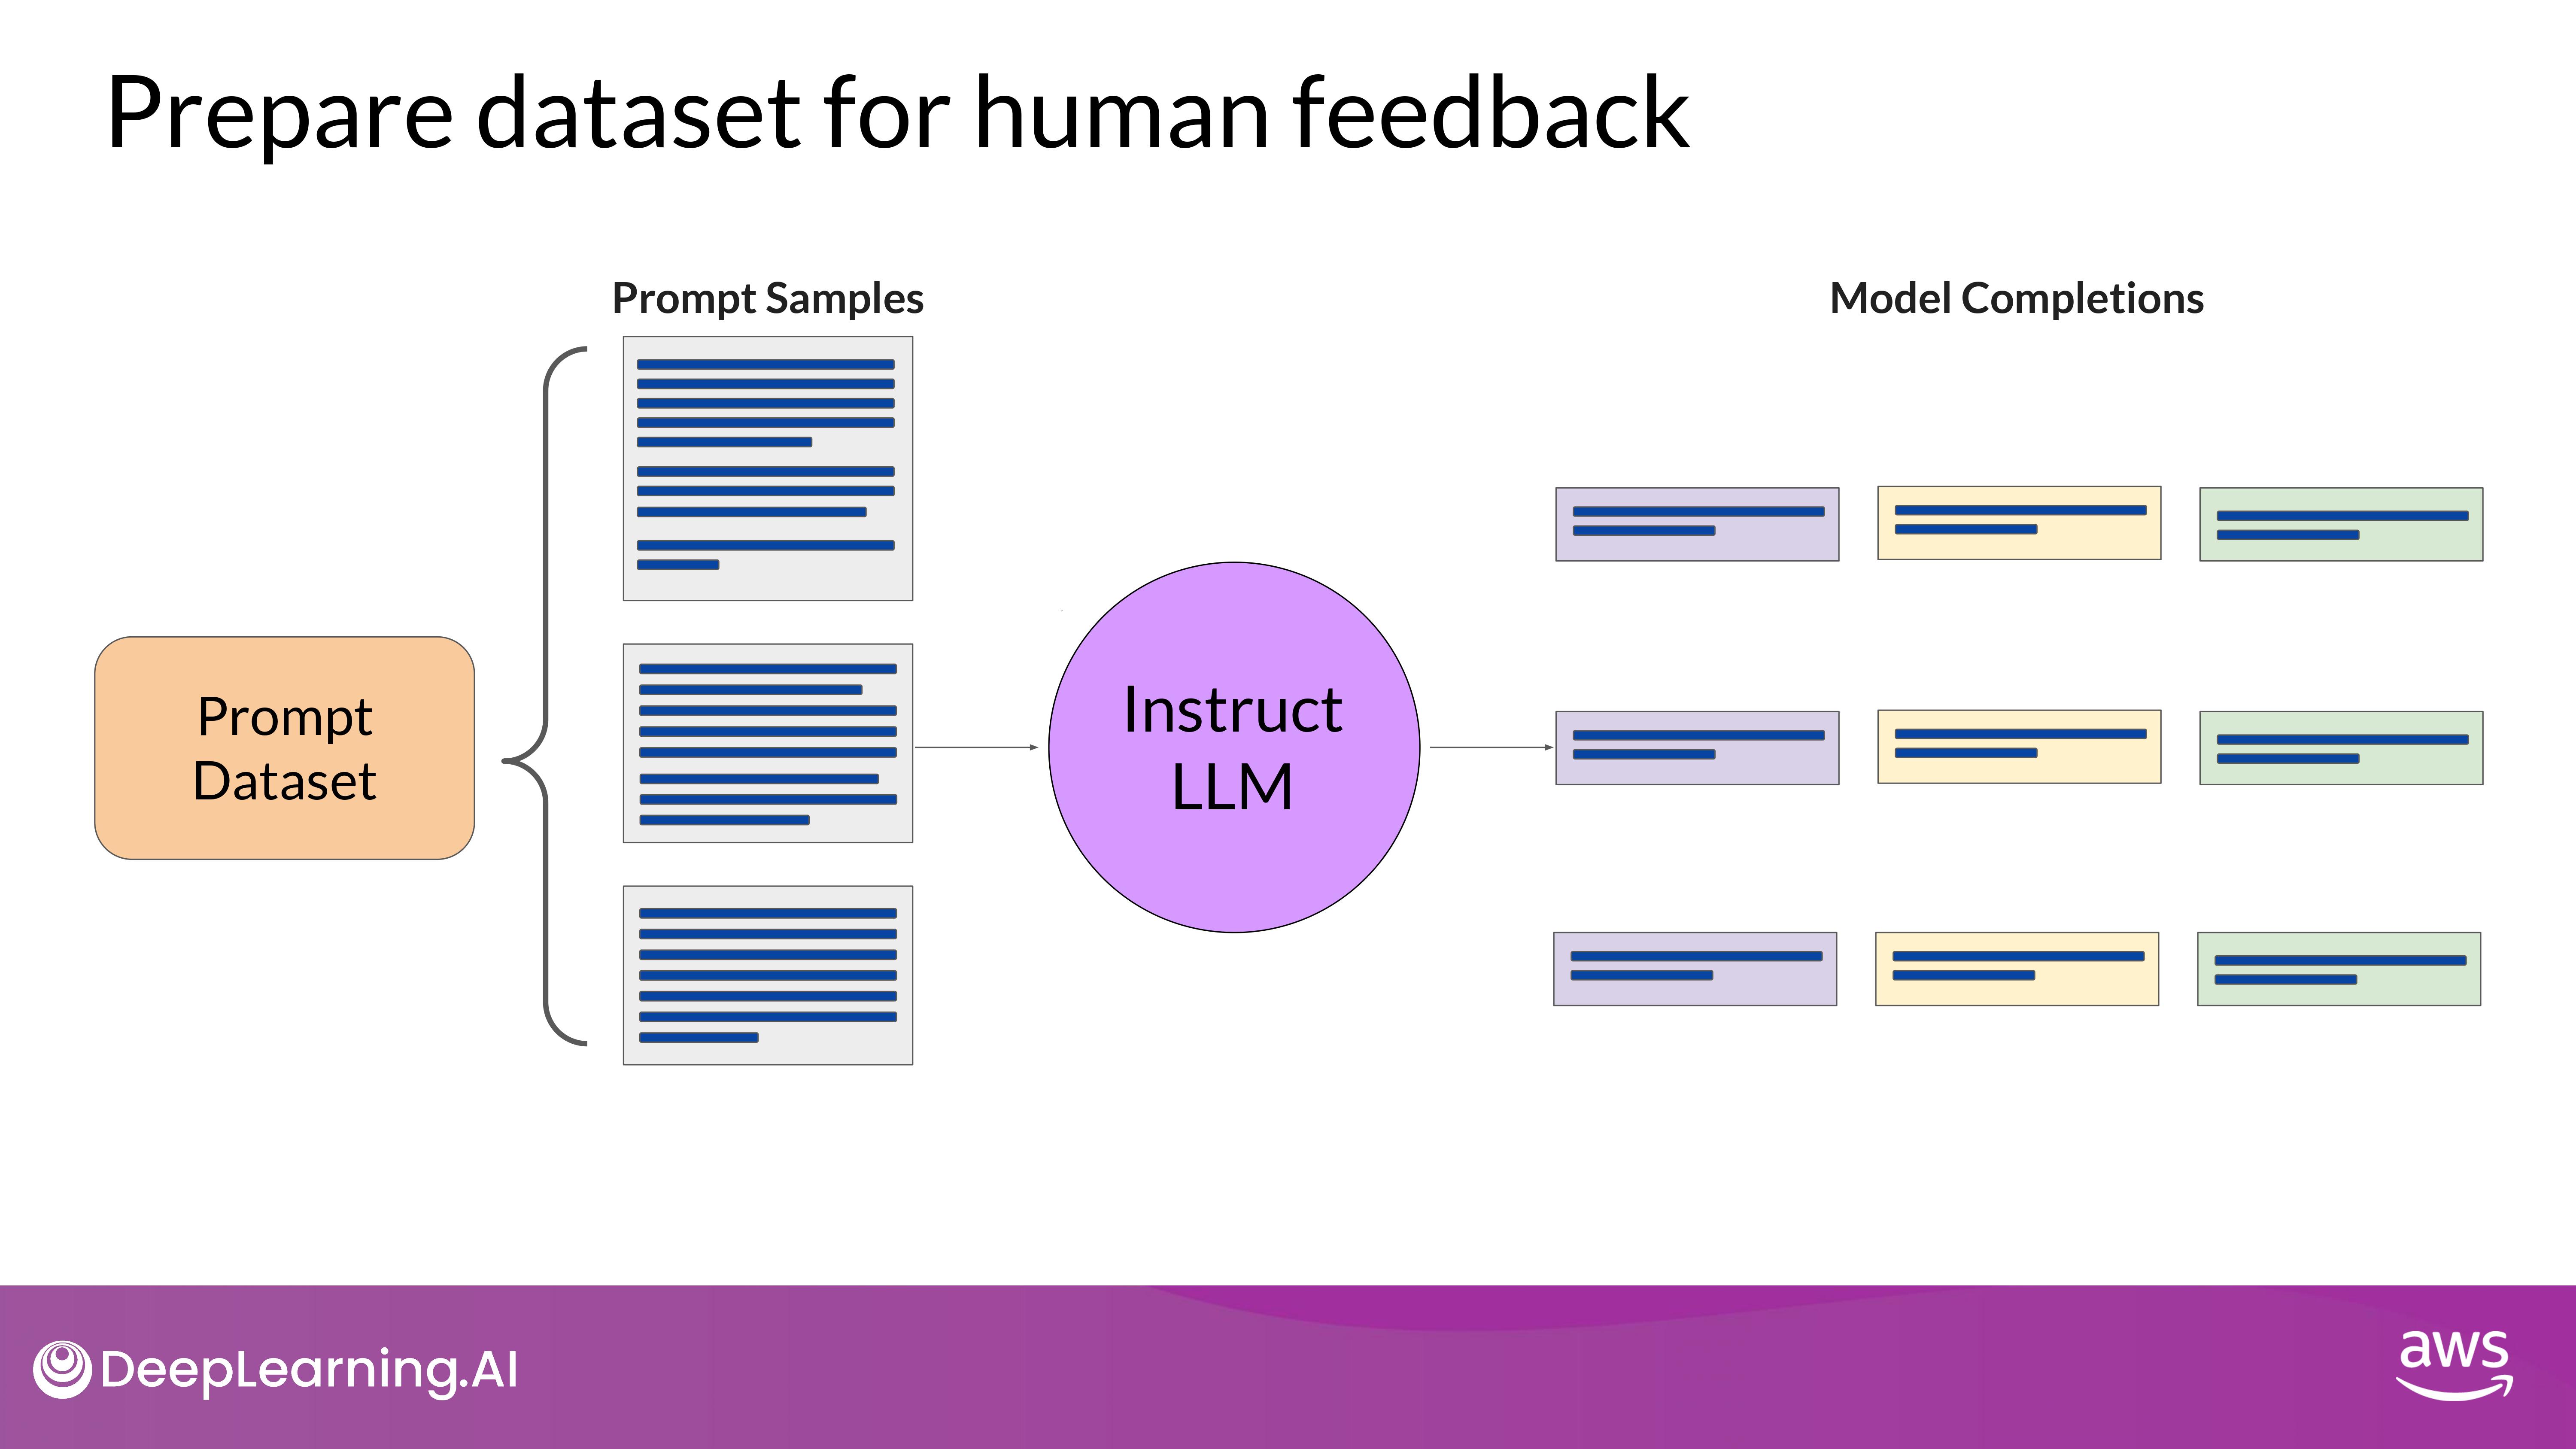 Prepare dataset for human feedback
Prompt Samples
Model Completions
Prompt
Dataset
Instruct
LLM
DeepLearning.AI
aws